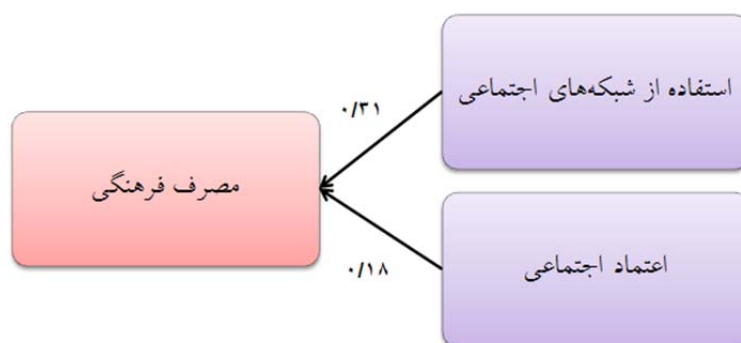 استفاده از شبکه‌های اجتماعی
۰/۳۱
مصرف فرهنگی
اعتماد اجتماعی
۰/۱۸